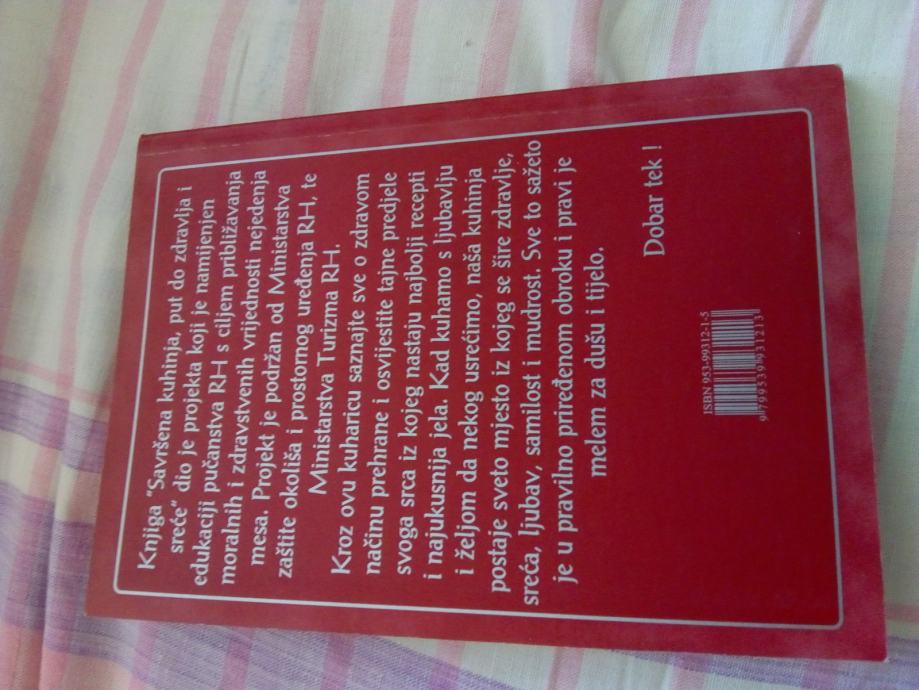 Knjiga "Savršena kuhinja, put do zdravlja i
sreće" dio je projekta koji je namijenjen
edukaciji pučanstva RH s ciljem približavanja
moralnih i zdravstvenih vrijednosti nejedenja
mesa. Projekt je podržan od Ministarstva
zaštite okoliša i prostornog uređenja RH, te
Ministarstva Turizma RH.
Kroz ovu kuharicu saznajte sve o zdravom
načinu prehrane i osvijestite tajne predjele
svoga srca iz kojeg nastaju najbolji recepti
i najukusnija jela. Kad kuhamo s ljubavlju
i željom da nekog usrećimo, naša kuhinja
postaje sveto mjesto iz kojeg se šire zdravlje,
sreća, ljubav, samilost i mudrost. Sve to sažeto
je u pravilno priređenom obroku i pravi je
melem za dušu i tijelo.
Dobar tek !
ISBN 953-99312-1-5
9789539931213